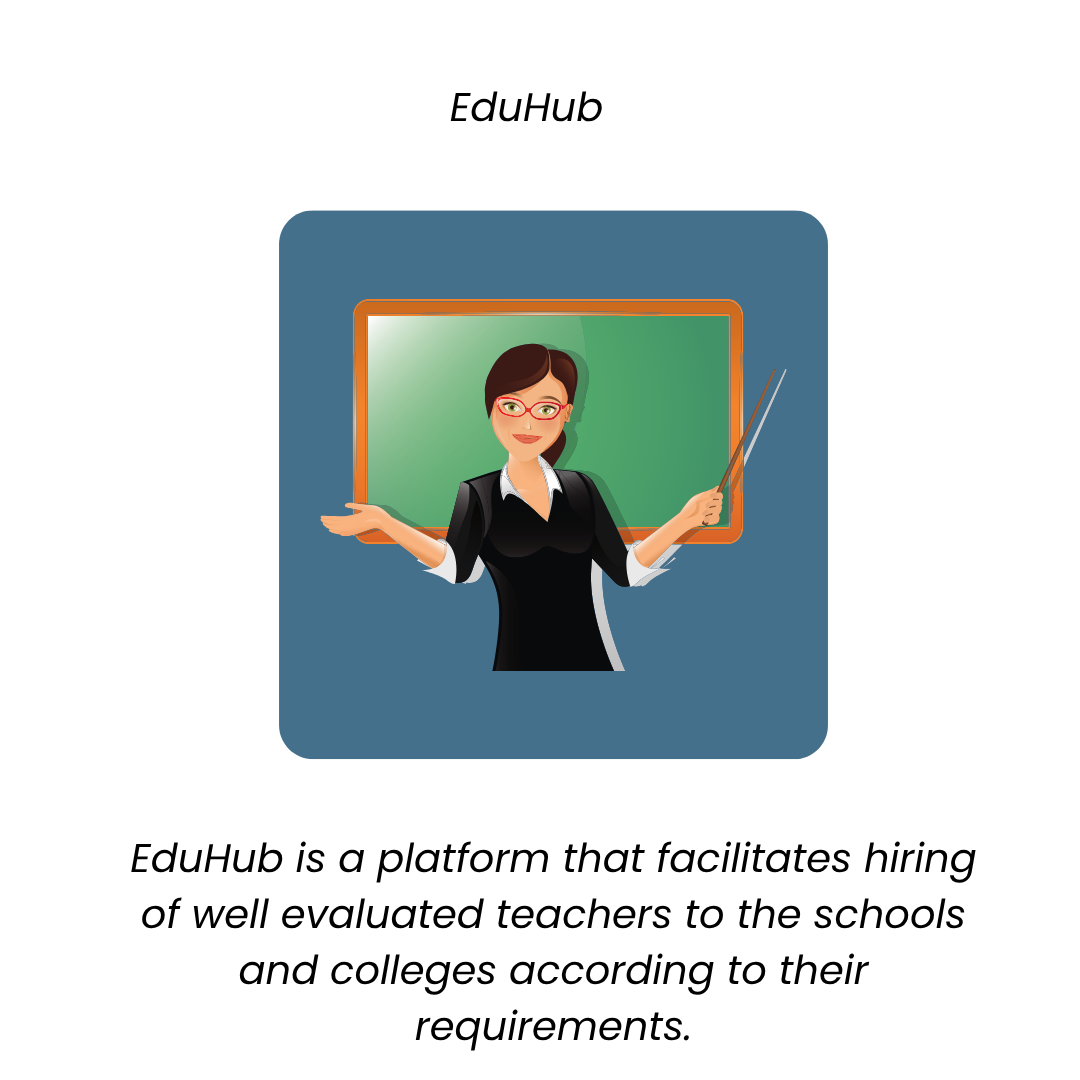 EduHub
EduHub is a platform that facilitates hiring
of well evaluated teachers to the schools
and colleges according to their
requirements.